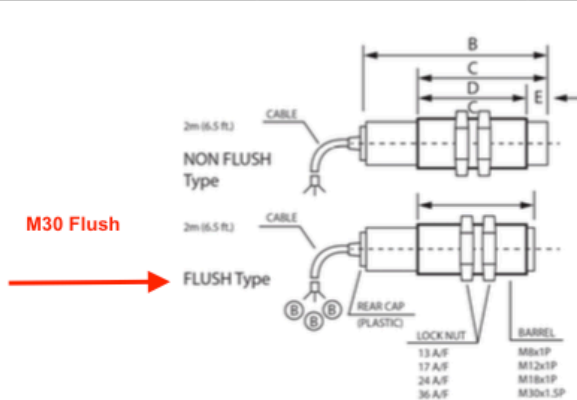 B
C
D
E
C
CABLE
2m (6.5 ft.)
NON FLUSH
Type
M30 Flush
CABLE
2m (6.5 ft.)
FLUSH Type
B B B
REAR CAP
(PLASTIC)
LOCK NUT
13 A/F
17 A/F
24 A/F
36 A/F
BARREL
M8x1P
M12x1P
M18x1P
M30x1.5P